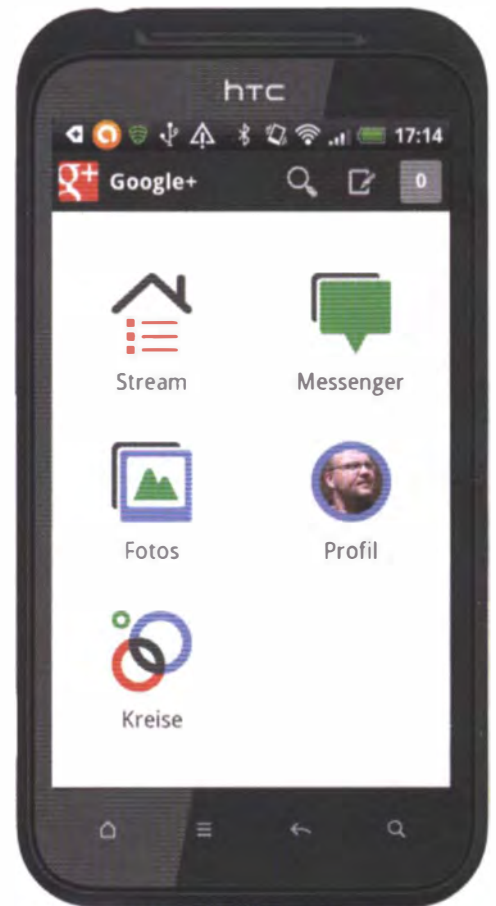 hTC
17:14
g+ Google+ 0
Stream Messenger
Fotos Profil
Kreise